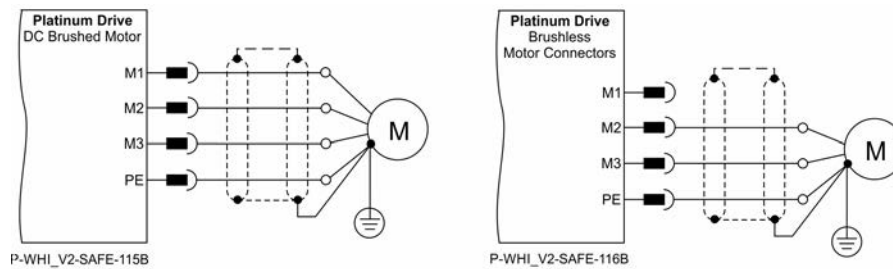 Platinum Drive
DC Brushed Motor
M1
M2
M3
PE
M
P-WHI_V2-SAFE-115B
Platinum Drive
Brushless
Motor Connectors
M1
M2
M3
PE
M
P-WHI_V2-SAFE-116B